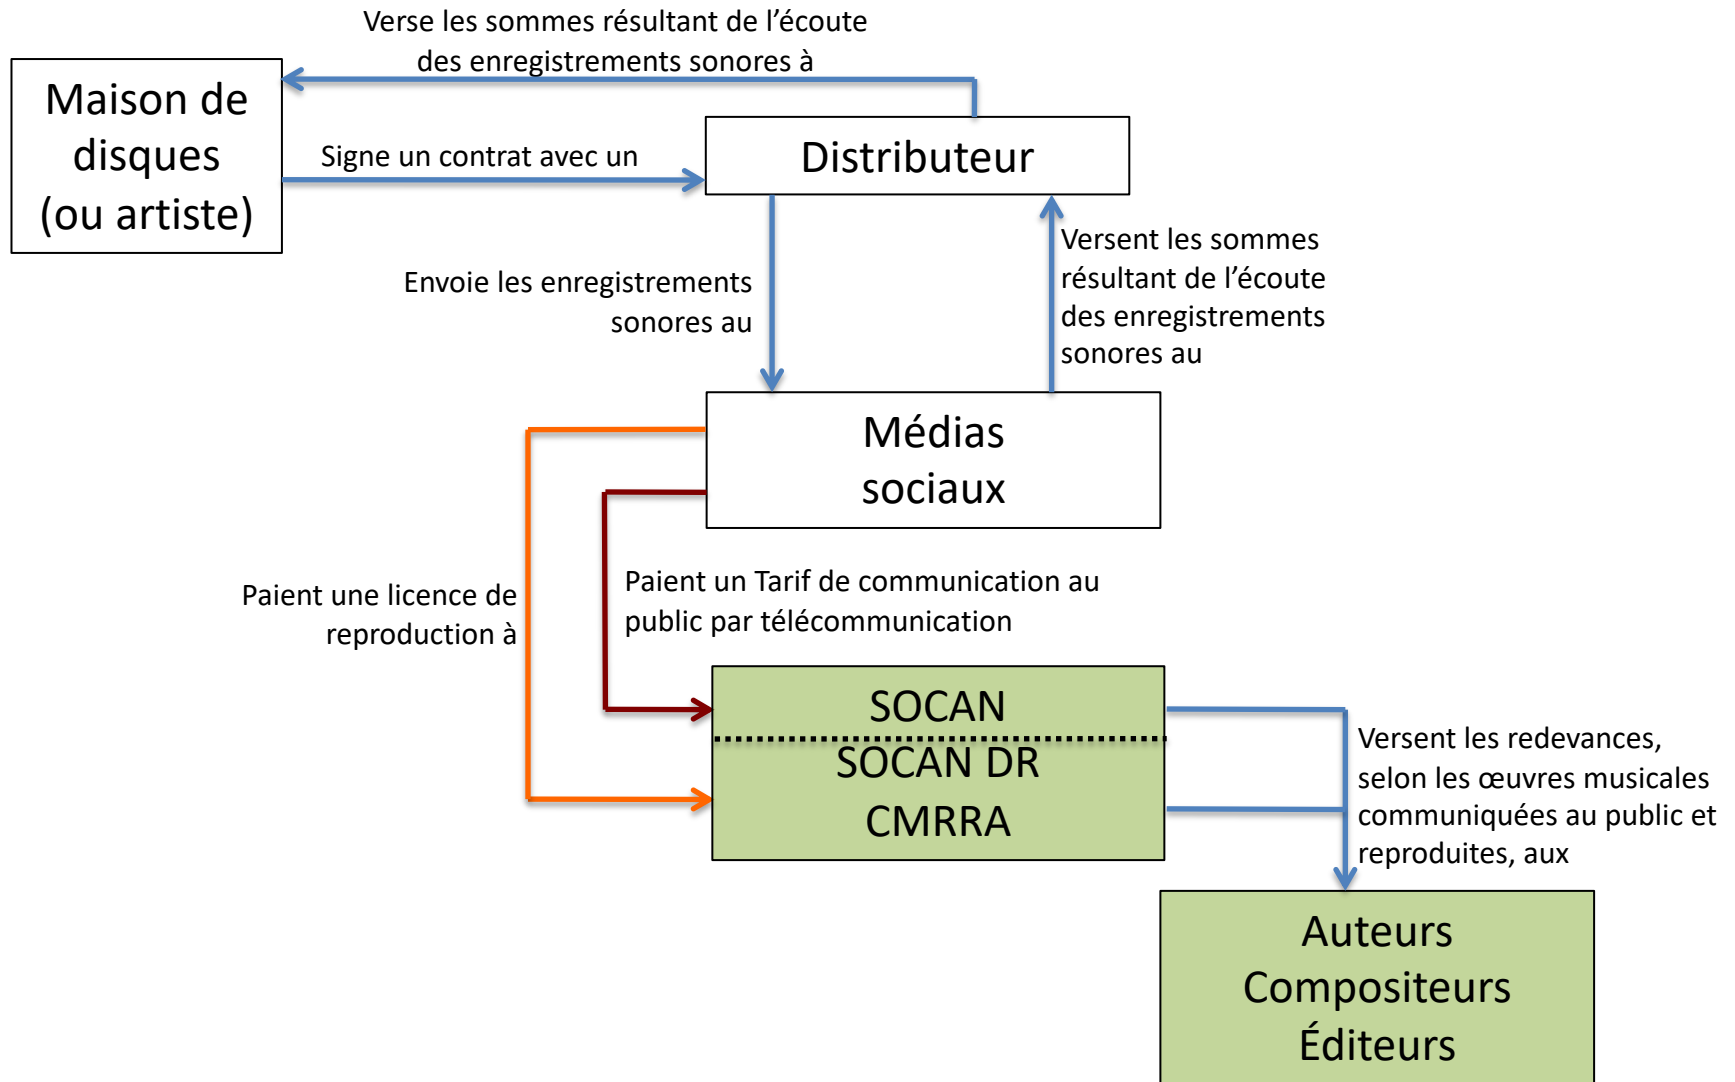 Verse les sommes résultant de l’écoute
des enregistrements sonores à
Maison de
disques
(ou artiste)
Signe un contrat avec un
Distributeur
Envoie les enregistrements
sonores au
Versent les sommes
résultant de l’écoute
des enregistrements
sonores au
Médias
sociaux
Paient une licence de
reproduction à
Paient un Tarif de communication au
public par télécommunication
SOCAN
SOCAN DR
CMRRA
Versent les redevances,
selon les œuvres musicales
communiquées au public et
reproduites, aux
Auteurs
Compositeurs
Éditeurs